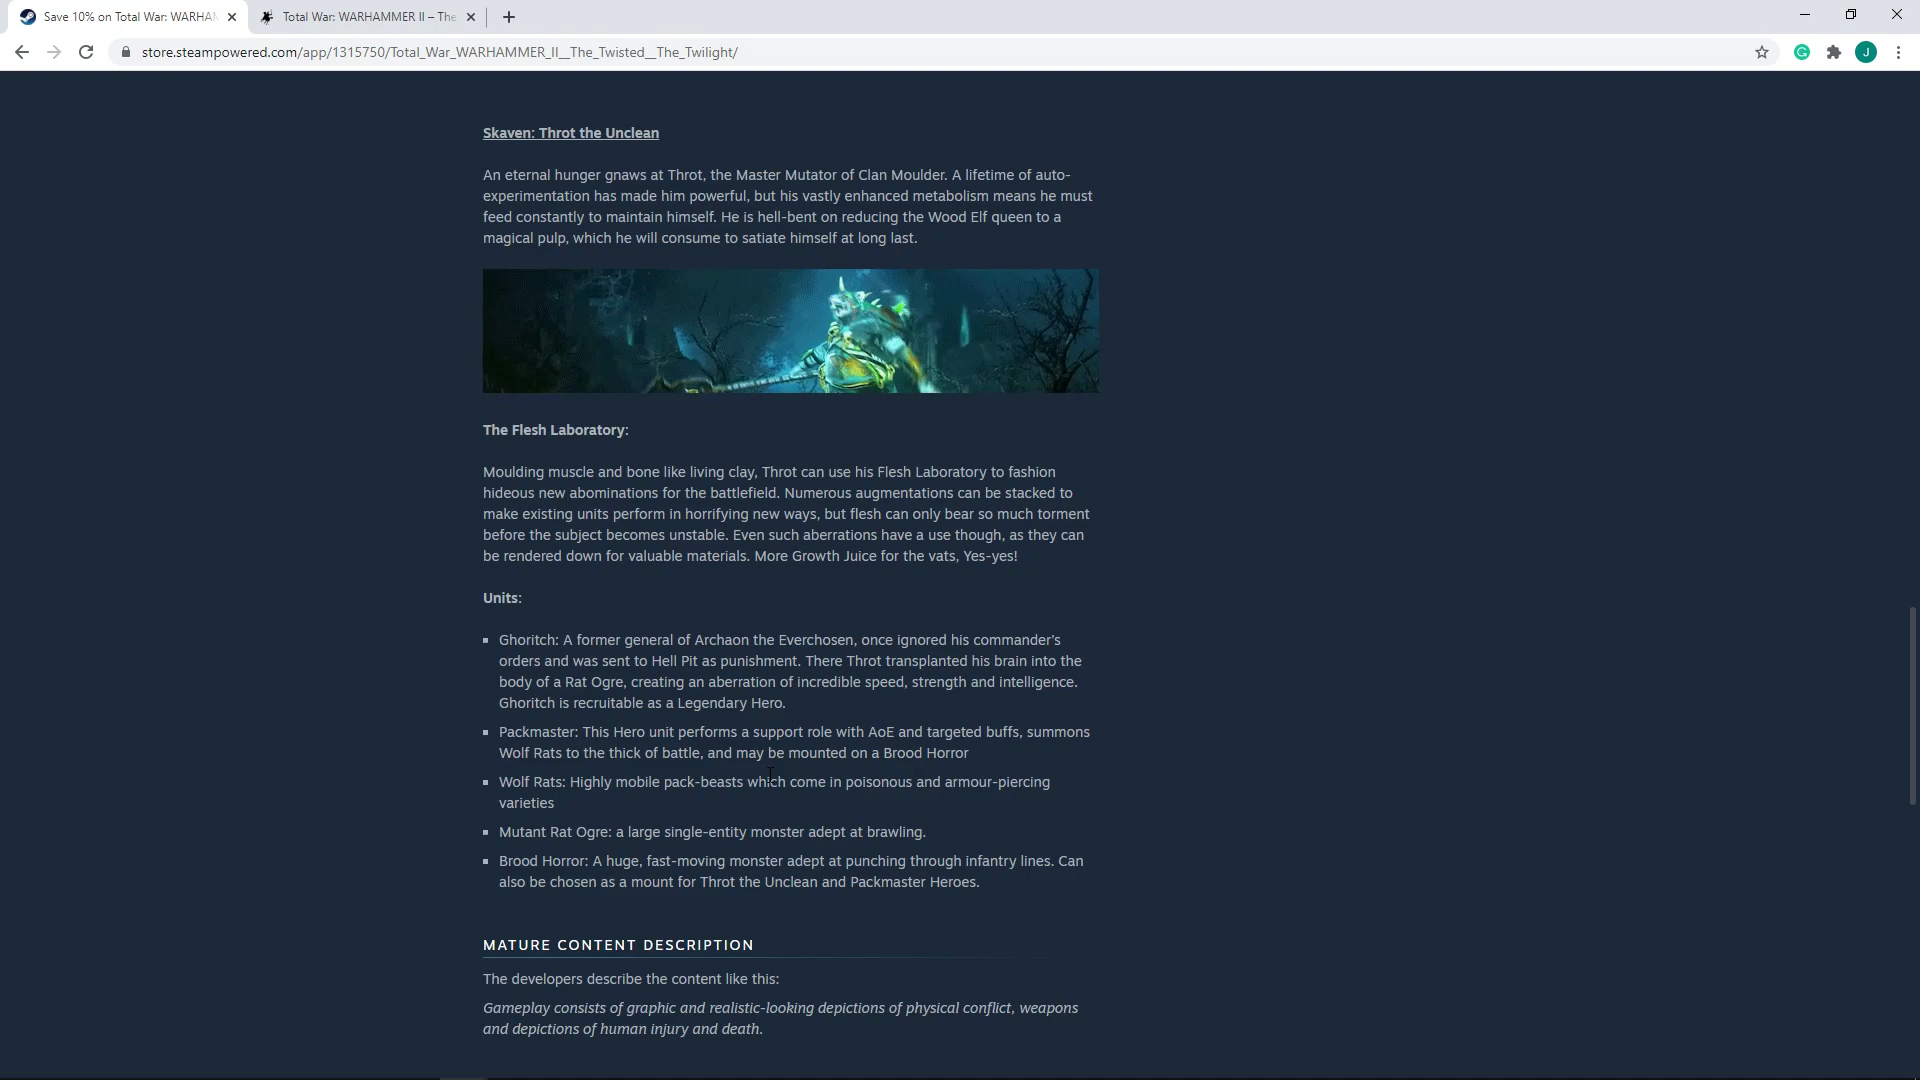 Save 10% on Total War: WARHAM
Total War: WARHAMMER II – The
store.steampowered.com/app/1315750/Total_War_WARHAMMER_II__The_Twisted__The_Twilight/
J
Skaven: Throt the Unclean
An eternal hunger gnaws at Throt, the Master Mutator of Clan Moulder. A lifetime of auto-
experimentation has made him powerful, but his vastly enhanced metabolism means he must
feed constantly to maintain himself. He is hell-bent on reducing the Wood Elf queen to a
magical pulp, which he will consume to satiate himself at long last.
The Flesh Laboratory:
Moulding muscle and bone like living clay, Throt can use his Flesh Laboratory to fashion
hideous new abominations for the battlefield. Numerous augmentations can be stacked to
make existing units perform in horrifying new ways, but flesh can only bear so much torment
before the subject becomes unstable. Even such aberrations have a use though, as they can
be rendered down for valuable materials. More Growth Juice for the vats, Yes-yes!
Units:
Ghoritch: A former general of Archaon the Everchosen, once ignored his commander's
orders and was sent to Hell Pit as punishment. There Throt transplanted his brain into the
body of a Rat Ogre, creating an aberration of incredible speed, strength and intelligence.
Ghoritch is recruitable as a Legendary Hero.
Packmaster: This Hero unit performs a support role with AoE and targeted buffs, summons
Wolf Rats to the thick of battle, and may be mounted on a Brood Horror
Wolf Rats: Highly mobile pack-beasts which come in poisonous and armour-piercing
varieties
Mutant Rat Ogre: a large single-entity monster adept at brawling.
Brood Horror: A huge, fast-moving monster adept at punching through infantry lines. Can
also be chosen as a mount for Throt the Unclean and Packmaster Heroes.
MATURE CONTENT DESCRIPTION
The developers describe the content like this:
Gameplay consists of graphic and realistic-looking depictions of physical conflict, weapons
and depictions of human injury and death.